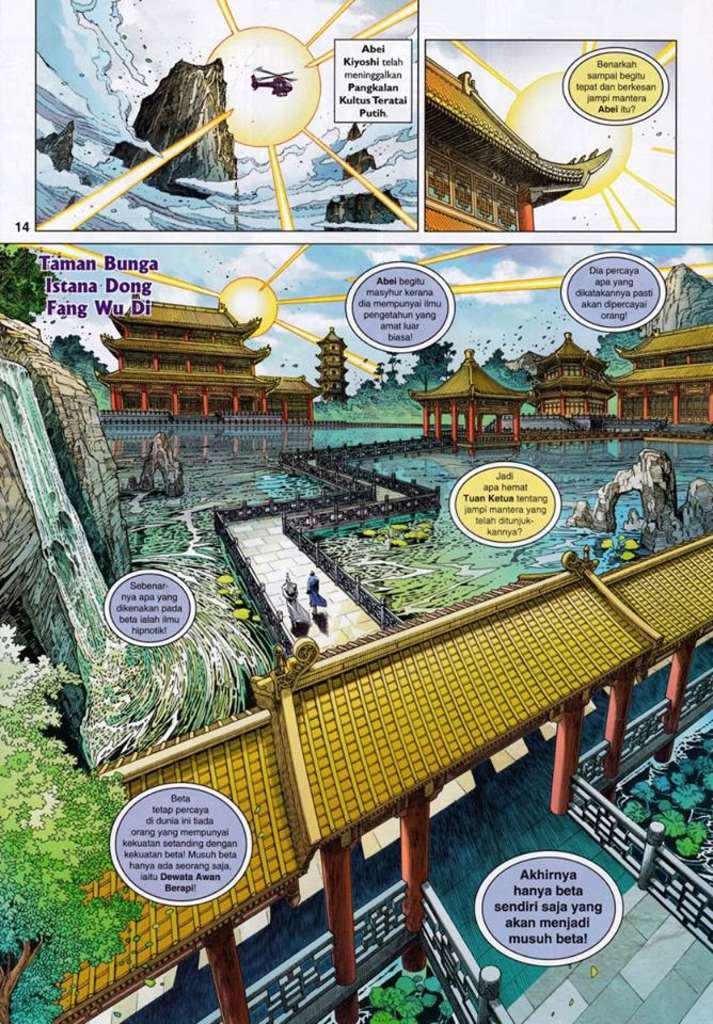 Abei
Kiyoshi telah
meninggalkan
Pangkalan
Kultus Teratai
Putih.
Benarkah
sampai begitu
tepat dan berkesan
jampi mantera
Abei itu?
14
Taman Bunga
Istana Dong
Fang Wu Di
Abei begitu
masyhur kerana
dia mempunyai ilmu
pengetahuan yang
amat luar
biasa!
Dia percaya
apa yang
dikatakannya pasti
akan dipercayai
orang!
Jadi
apa hemat
Tuan Ketua tentang
jampi mantera yang
telah ditunjuk-
kannya?
Sebenar-
nya apa yang
dikenakan pada
beta ialah ilmu
hipnotik!
Beta
tetap percaya
di dunia ini tiada
orang yang mempunyai
kekuatan setanding dengan
kekuatan beta! Musuh beta
hanya ada seorang saja,
iaitu Dewata Awan
Berapi!
Akhirnya
hanya beta
sendiri saja yang
akan menjadi
musuh beta!